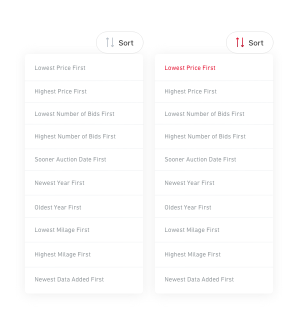 Sort
Lowest Price First
Highest Price First
Lowest Number of Bids First
Highest Number of Bids First
Sooner Auction Date First
Newest Year First
Oldest Year First
Lowest Milage First
Highest Milage First
Newest Data Added First
Sort
Lowest Price First
Highest Price First
Lowest Number of Bids First
Highest Number of Bids First
Sooner Auction Date First
Newest Year First
Oldest Year First
Lowest Milage First
Highest Milage First
Newest Data Added First